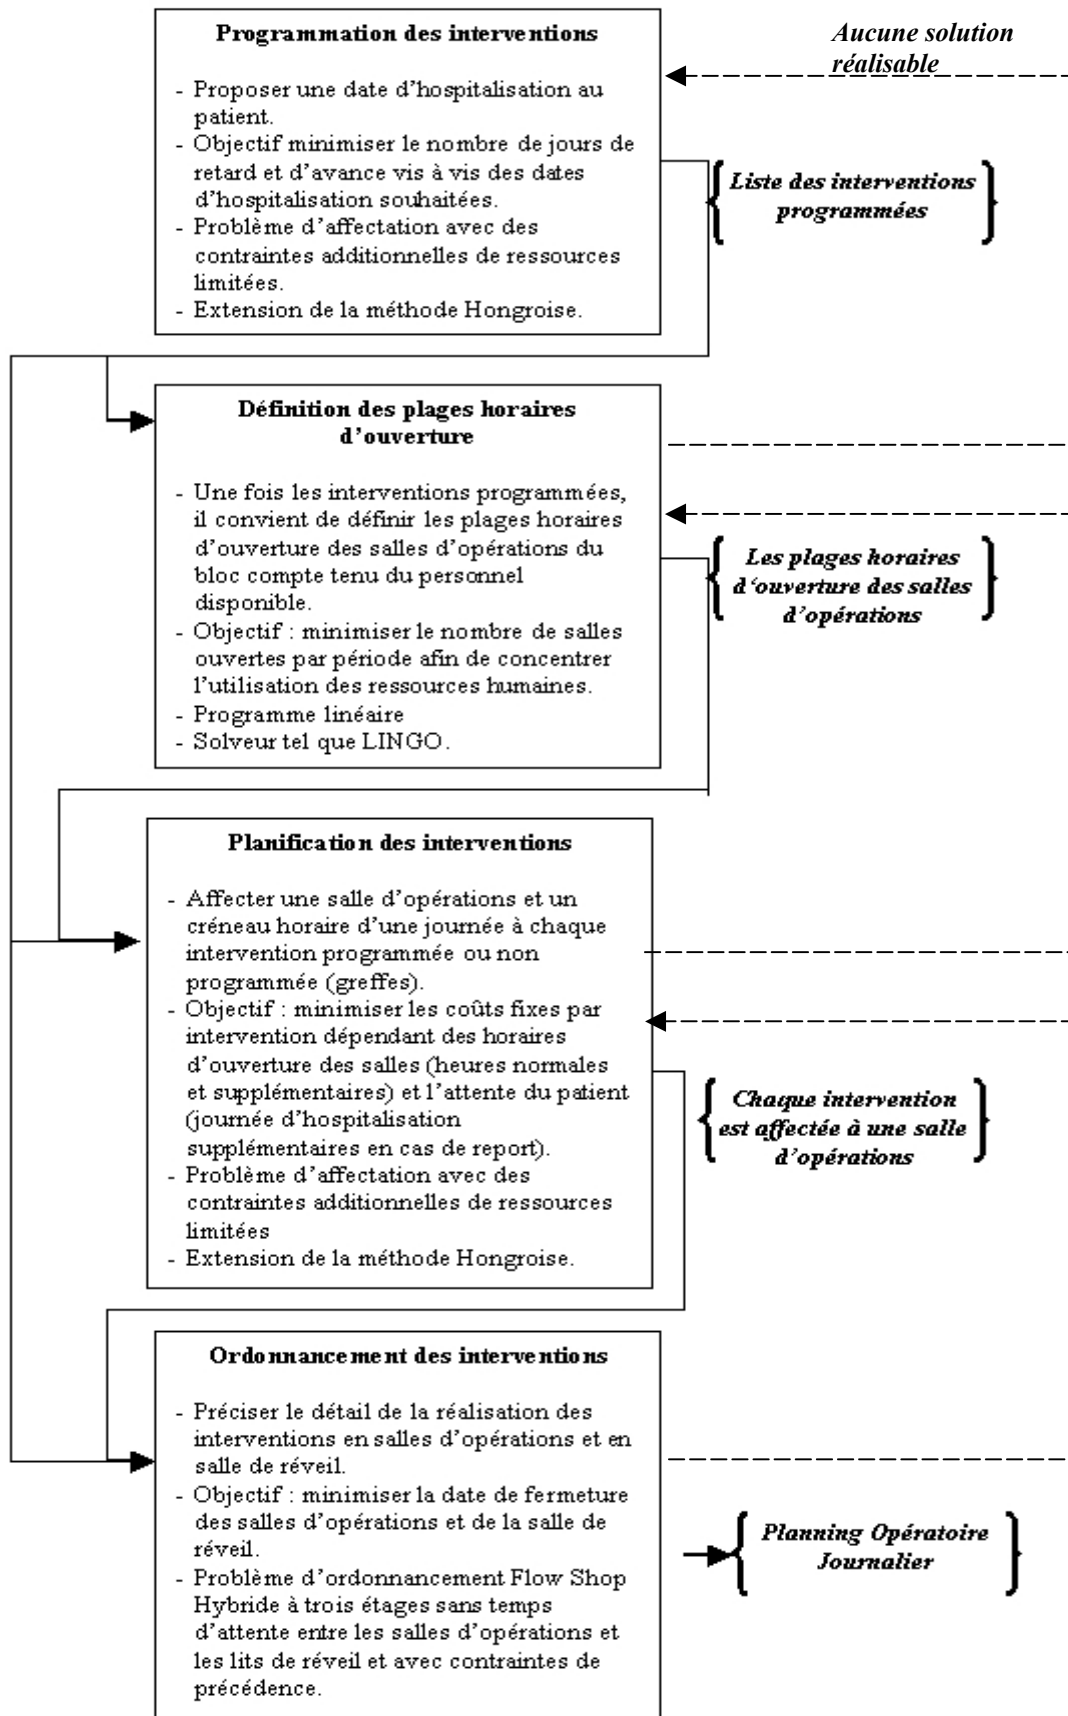 Programmation des interventions
- Proposer une date d'hospitalisation au
patient.
- Objectif minimiser le nombre de jours de
retard et d'avance vis à vis des dates
d'hospitalisation souhaitées.
- Problème d'affectation avec des
contraintes additionnelles de ressources
limitées.
- Extension de la méthode Hongroise.
Aucune solution
réalisable
Liste des interventions
programmées
Définition des plages horaires
d'ouverture
- Une fois les interventions programmées,
il convient de définir les plages horaires
d'ouverture des salles d'opérations du
bloc compte tenu du personnel
disponible.
- Objectif : minimiser le nombre de salles
ouvertes par période afin de concentrer
l'utilisation des ressources humaines.
- Programme linéaire
- Solveur tel que LINGO.
Les plages horaires
d'ouverture des salles
d'opérations
Planification des interventions
- Affecter une salle d'opérations et un
créneau horaire d'une journée à chaque
intervention programmée ou non
programmée (greffes).
- Objectif : minimiser les coûts fixes par
intervention dépendant des horaires
d'ouverture des salles (heures normales
et supplémentaires) et l'attente du patient
(journée d'hospitalisation
supplémentaires en cas de report).
- Problème d'affectation avec des
contraintes additionnelles de ressources
limitées
- Extension de la méthode Hongroise.
Chaque intervention
est affectée à une salle
d'opérations
Ordonnancement des interventions
- Préciser le détail de la réalisation des
interventions en salles d'opérations et en
salle de réveil.
- Objectif : minimiser la date de fermeture
des salles d'opérations et de la salle de
réveil.
- Problème d'ordonnancement Flow Shop
Hybride à trois étages sans temps
d'attente entre les salles d'opérations et
les lits de réveil et avec contraintes de
précédence.
Planning Opératoire
Journalier